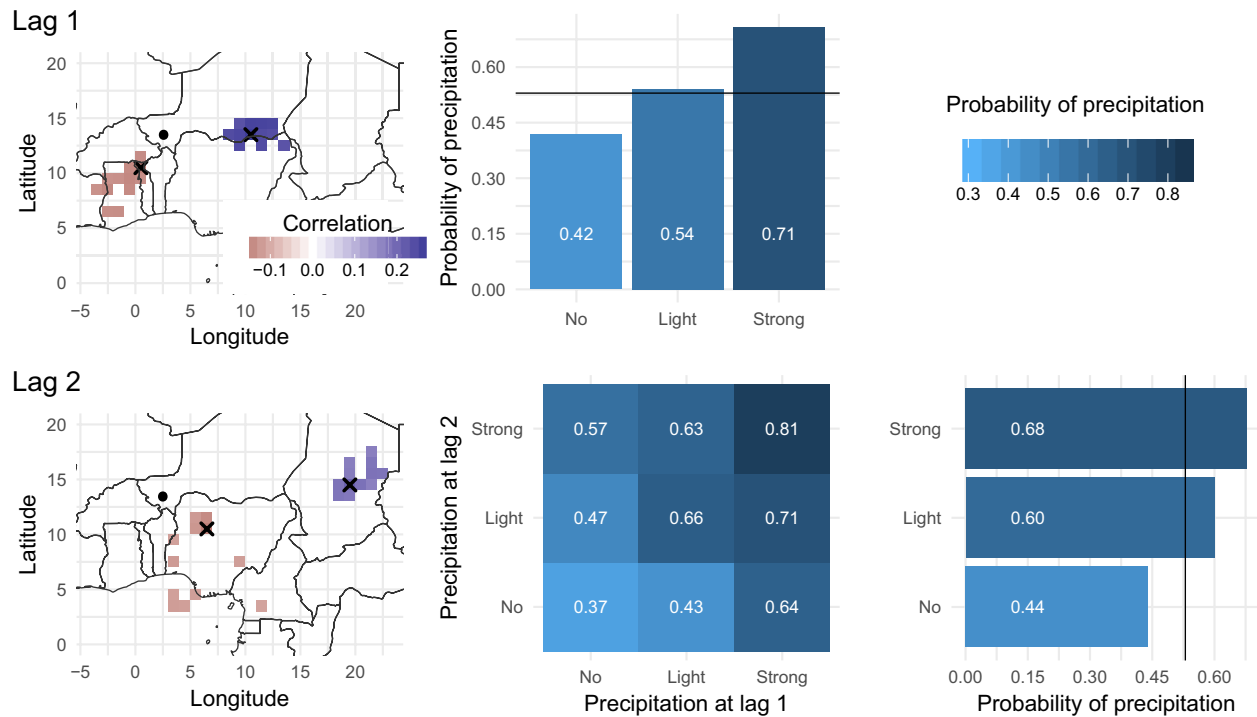 Lag 1
20
15
10
5
0
Latitude
−5 0 5 10 15 20
Longitude
Correlation
−0.1 0.0 0.1 0.2
Probability of precipitation
0.60
0.45
0.30
0.15
0.00
0.42 0.54 0.71
No Light Strong
Probability of precipitation
0.3 0.4 0.5 0.6 0.7 0.8
Lag 2
20
15
10
5
0
Latitude
−5 0 5 10 15 20
Longitude
Precipitation at lag 2
Strong 0.57 0.63 0.81
Light 0.47 0.66 0.71
No 0.37 0.43 0.64
No Light Strong
Precipitation at lag 1
Strong 0.68
Light 0.60
No 0.44
0.00 0.15 0.30 0.45 0.60
Probability of precipitation